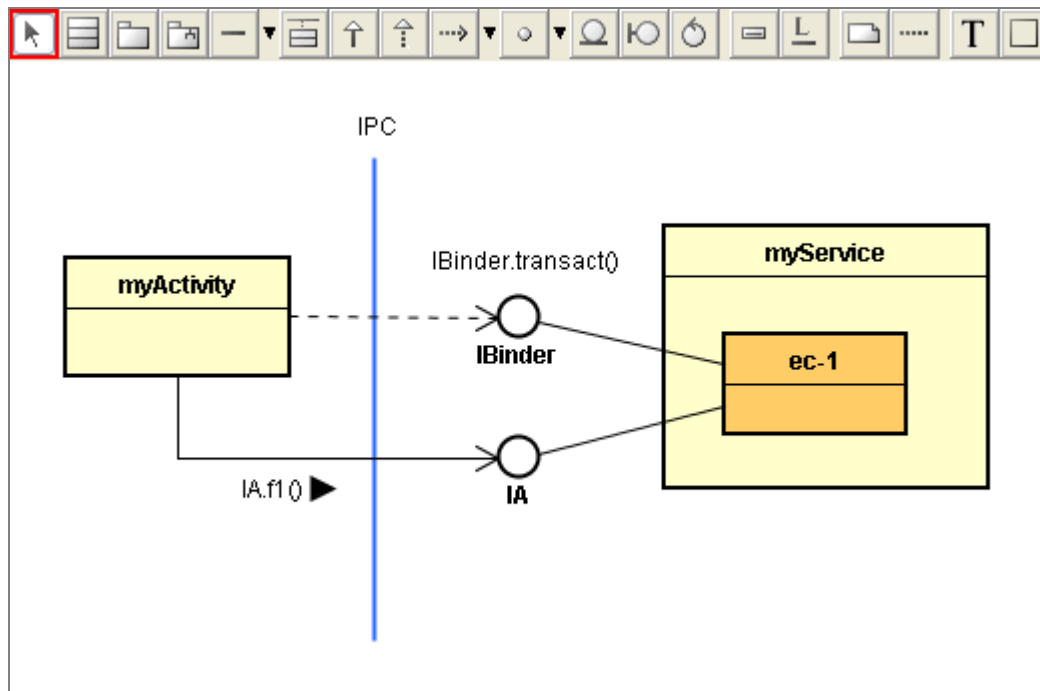 L
T
IPC
IBinder.transact()
myService
myActivity
IBinder
ec-1
IA.f1()
IA